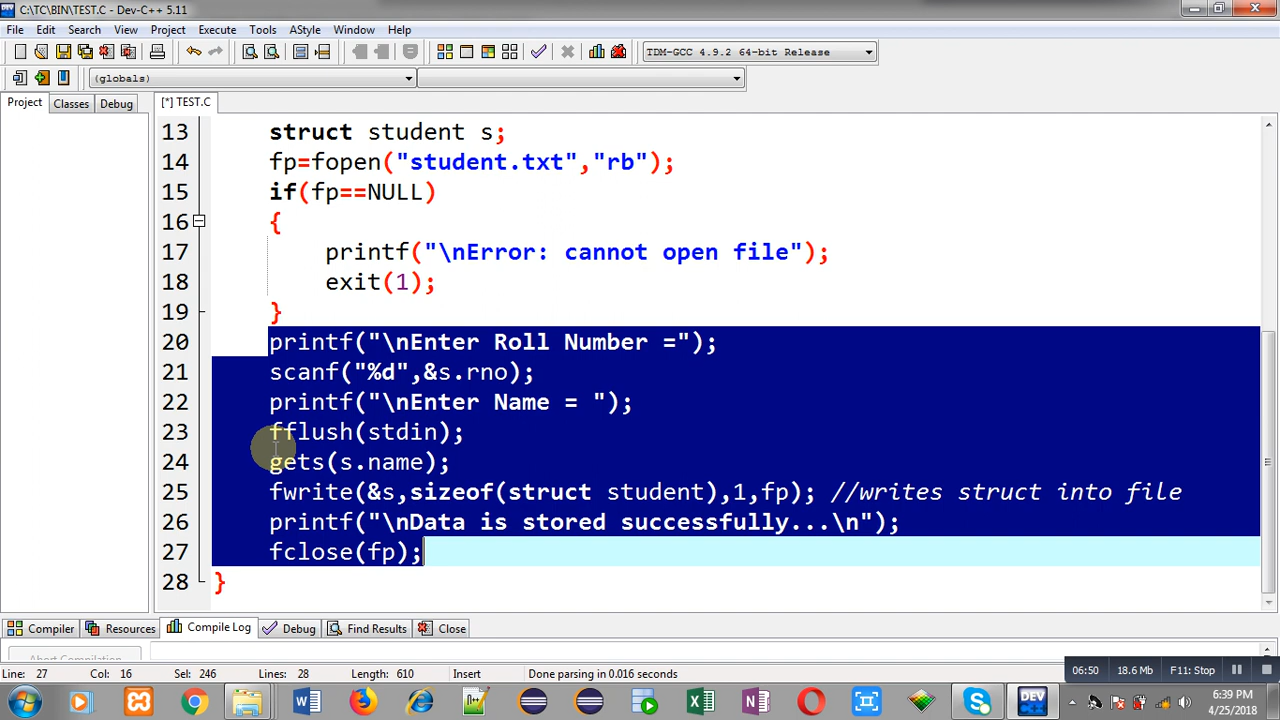 C:\TC\BIN\TEST.C - Dev-C++ 5.11
File Edit Search View Project Execute Tools AStyle Window Help
TDM-GCC 4.9.2 64-bit Release
(globals)
Project Classes Debug [*] TEST.C
13 struct student s;
14 fp=fopen("student.txt","rb");
15 if(fp==NULL)
16 {
17 printf("\nError: cannot open file");
18 exit(1);
19 }
20 printf("\nEnter Roll Number =");
21 scanf("%d",&s.rno);
22 printf("\nEnter Name = ");
23 fflush(stdin);
24 gets(s.name);
25 fwrite(&s,sizeof(struct student),1,fp); //writes struct into file
26 printf("\nData is stored successfully...\n");
27 fclose(fp);
28 }
Compiler Resources Compile Log Debug Find Results Close
Abort Compilation
Line: 27 Col: 16 Sel: 246 Lines: 28 Length: 610 Insert Done parsing in 0.016 seconds
06:50 18.6 Mb F11: Stop
DEV
6:39 PM
4/25/2018